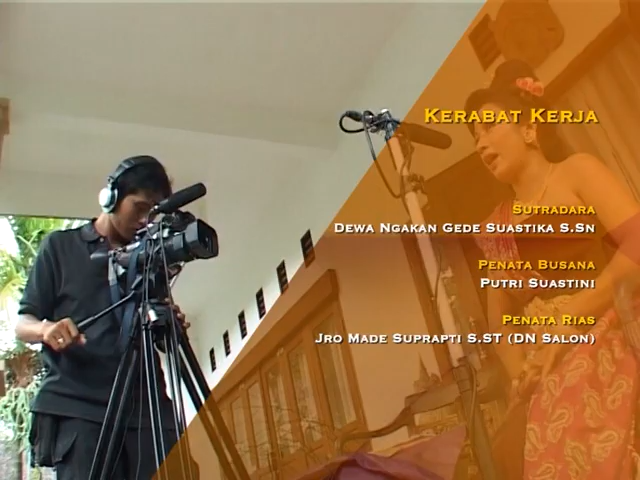 KERABAT KERJA
SUTRADARA
DEWA NGAKAN GEDE SUASTIKA S.SN
PENATA BUSANA
PUTRI SUASTINI
PENATA RIAS
JRO MADE SUPRAPTI S.ST (DN SALON)